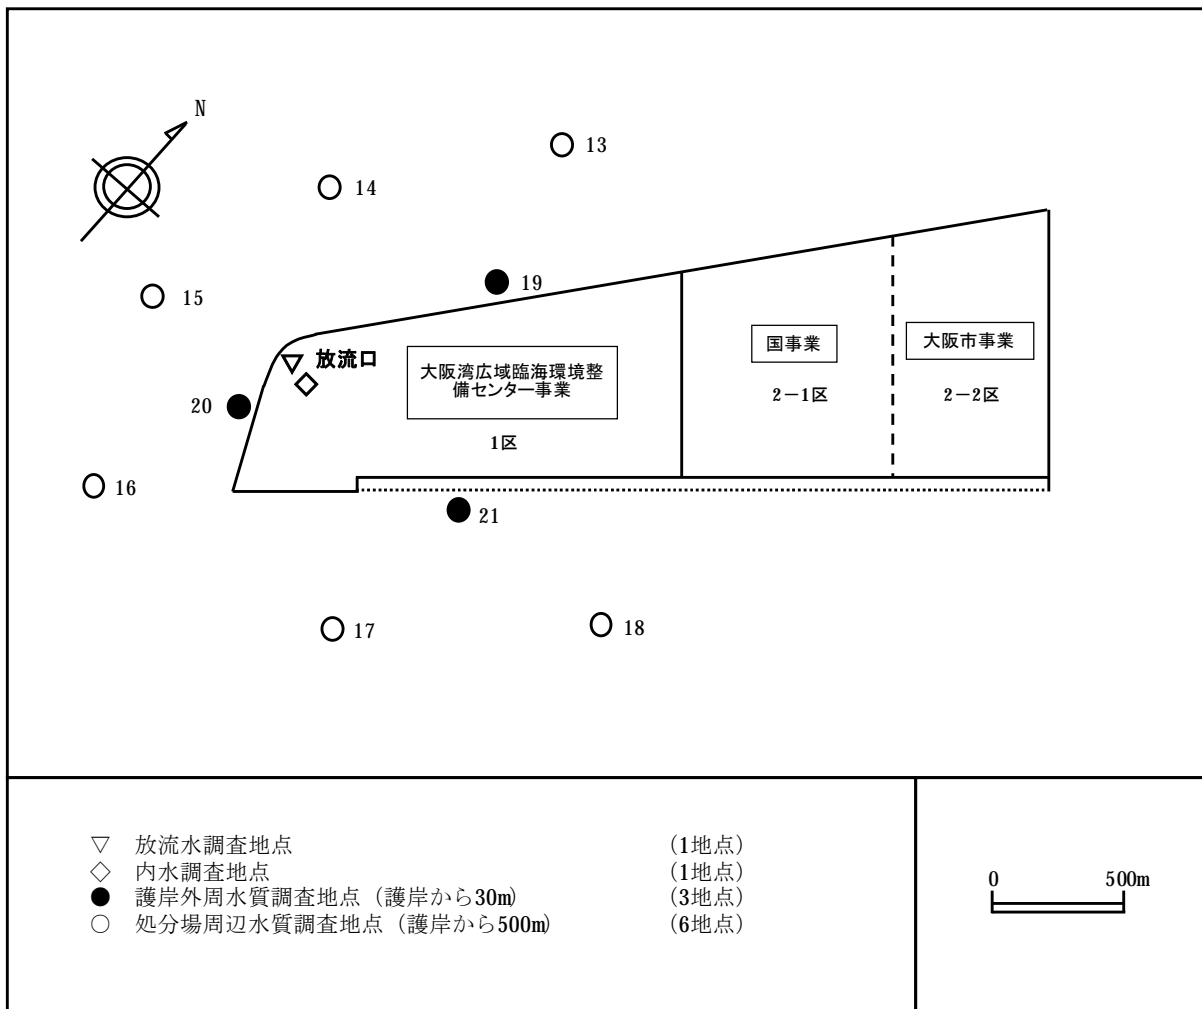 N
13
14
15
19
放流口
大阪湾広域臨海環境整
備センター事業
1区
国事業
2－1区
大阪市事業
2－2区
20
16
21
17
18
▽ 放流水調査地点 (1地点)
◇ 内水調査地点 (1地点)
● 護岸外周水質調査地点（護岸から30m) (3地点)
○ 処分場周辺水質調査地点（護岸から500m) (6地点)
0 500m